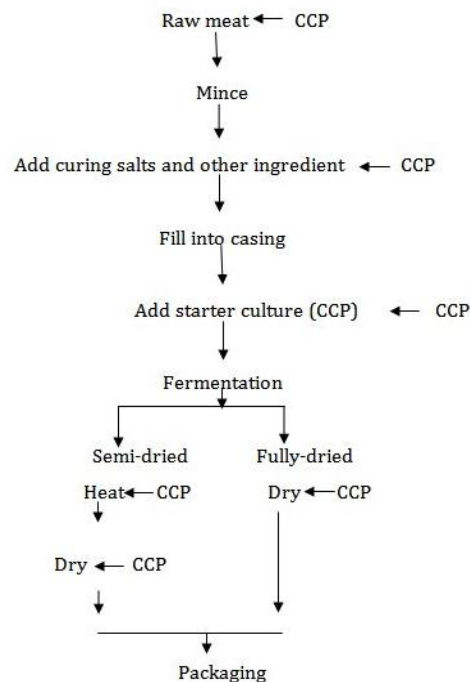 Raw meat CCP
Mince
Add curing salts and other ingredient CCP
Fill into casing
Add starter culture (CCP) CCP
Fermentation
Semi-dried Fully-dried
Heat CCP Dry CCP
Dry CCP
Packaging